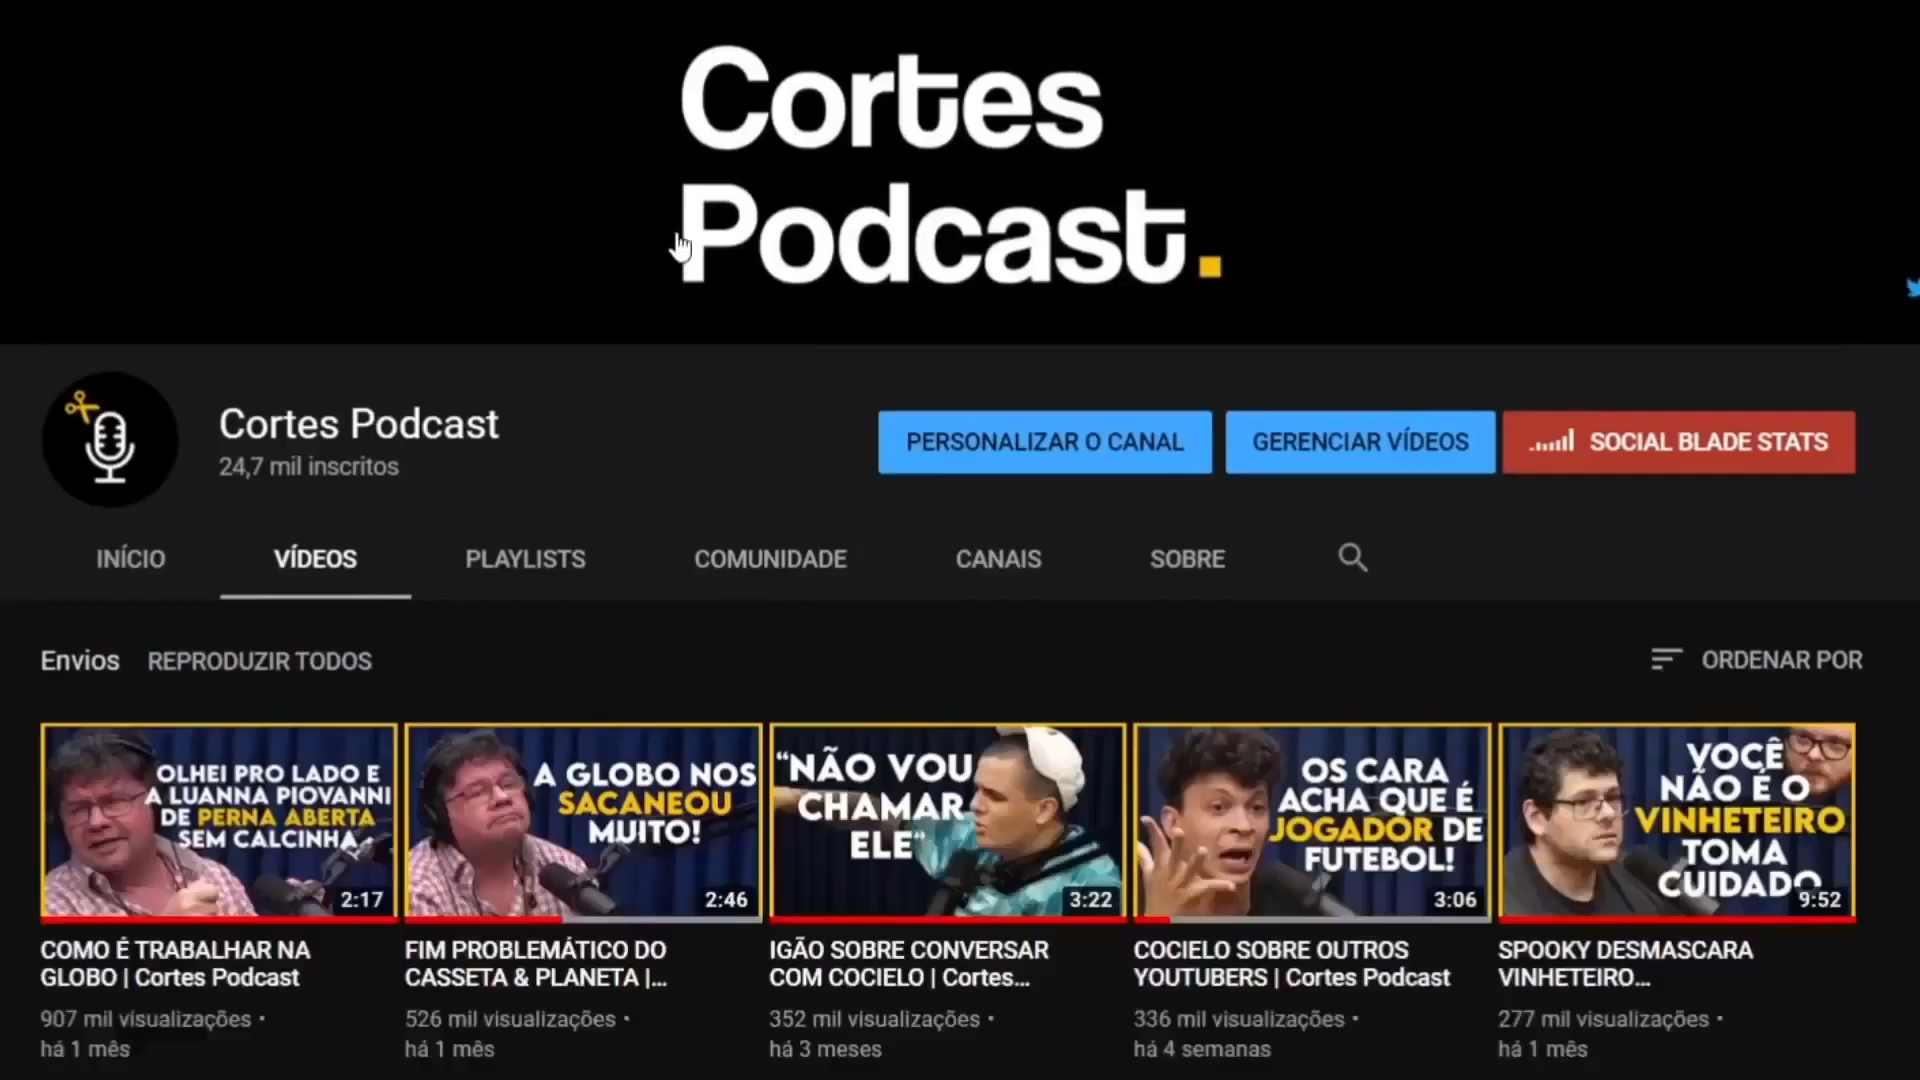 Cortes
Podcast.
Cortes Podcast
24,7 mil inscritos
PERSONALIZAR O CANAL
GERENCIAR VÍDEOS
SOCIAL BLADE STATS
INÍCIO
VÍDEOS
PLAYLISTS
COMUNIDADE
CANAIS
SOBRE
Envios
REPRODUZIR TODOS
ORDENAR POR
OLHEI PRO LADO E
A LUANNA PIOVANNI
DE PERNA ABERTA
SEM CALCINHA
2:17
A GLOBO NOS
SACANEOU
MUITO!
2:46
“NÃO VOU
CHAMAR
ELE“
3:22
OS CARA
ACHA QUE É
JOGADOR DE
FUTEBOL!
3:06
VOCÊ
NÃO É O
VINHETEIRO
TOMA
CUIDADO
9:52
COMO É TRABALHAR NA
GLOBO | Cortes Podcast
907 mil visualizações •
há 1 mês
FIM PROBLEMÁTICO DO
CASSETA & PLANETA |...
526 mil visualizações •
há 1 mês
IGÃO SOBRE CONVERSAR
COM COCIELO | Cortes...
352 mil visualizações •
há 3 meses
COCIELO SOBRE OUTROS
YOUTUBERS | Cortes Podcast
336 mil visualizações •
há 4 semanas
SPOOKY DESMASCARA
VINHETEIRO...
277 mil visualizações •
há 1 mês